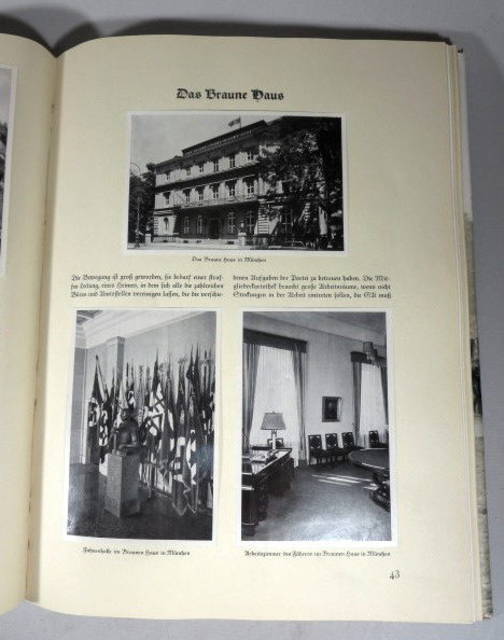 Das Braune Haus
Das Braune Haus in München
Die Bewegung ist groß geworden, sie bedarf einer straf-
fen Leitung, eines Heimes, in dem sich alle die zahlreichen
Büros und Amtsstellen vereinigen lassen, die die verschie-
denen Aufgaben der Partei zu betreuen haben. Die Mit-
gliederkartothek braucht große Arbeitsräume, wenn nicht
Stockungen in der Arbeit eintreten sollen, die SA muß
Fahnenhalle im Braunen Haus in München
Arbeitszimmer des Führers im Braunen Haus in München
43